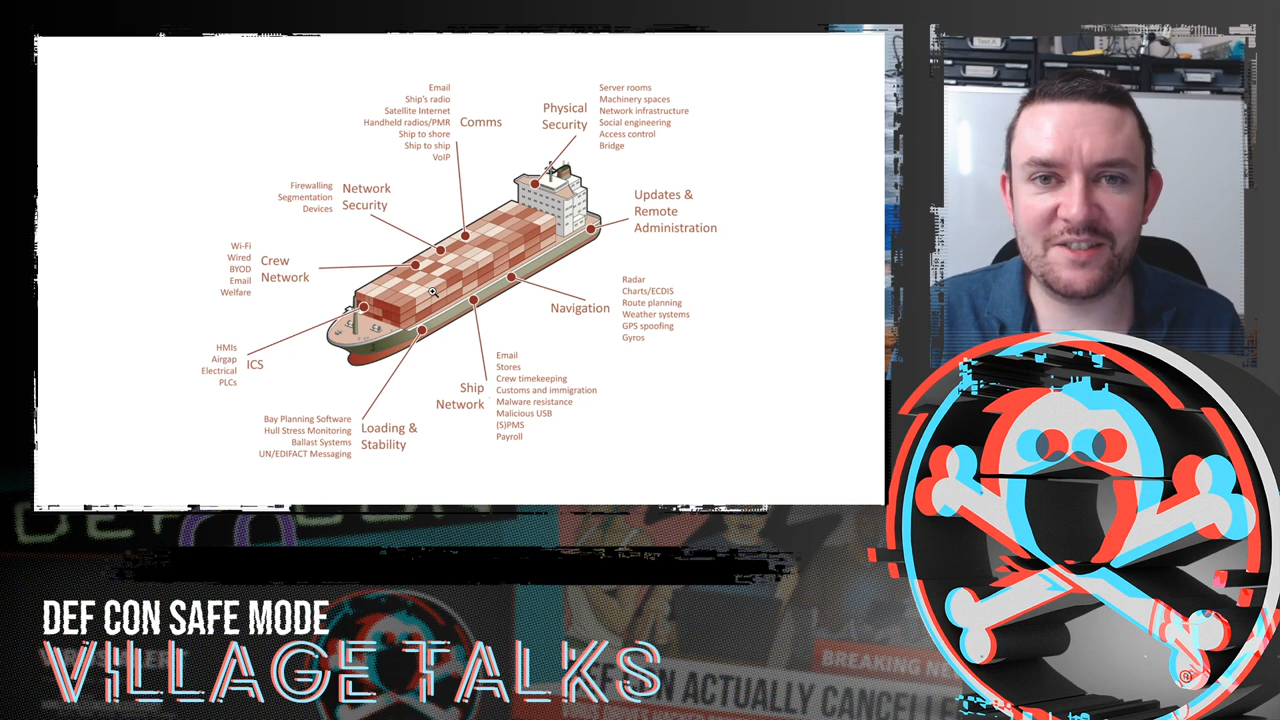 Email
Ship's radio
Satellite Internet
Handheld radios/PMR
Ship to shore
Ship to ship
VoIP
Comms
Physical
Security
Server rooms
Machinery spaces
Network infrastructure
Social engineering
Access control
Bridge
Firewalling
Segmentation
Devices
Network
Security
Updates &
Remote
Administration
Wi-Fi
Wired
BYOD
Email
Welfare
Crew
Network
Navigation
Radar
Charts/ECDIS
Route planning
Weather systems
GPS spoofing
Gyros
HMIs
Airgap
Electrical
PLCs
ICS
Ship
Network
Email
Stores
Crew timekeeping
Customs and immigration
Malware resistance
Malicious USB
(S)PMS
Payroll
Bay Planning Software
Hull Stress Monitoring
Ballast Systems
UN/EDIFACT Messaging
Loading &
Stability
DEF CON
DEF CON SAFE MODE
VILLAGE TALKS
BREAKING
CON ACTUALLY
®